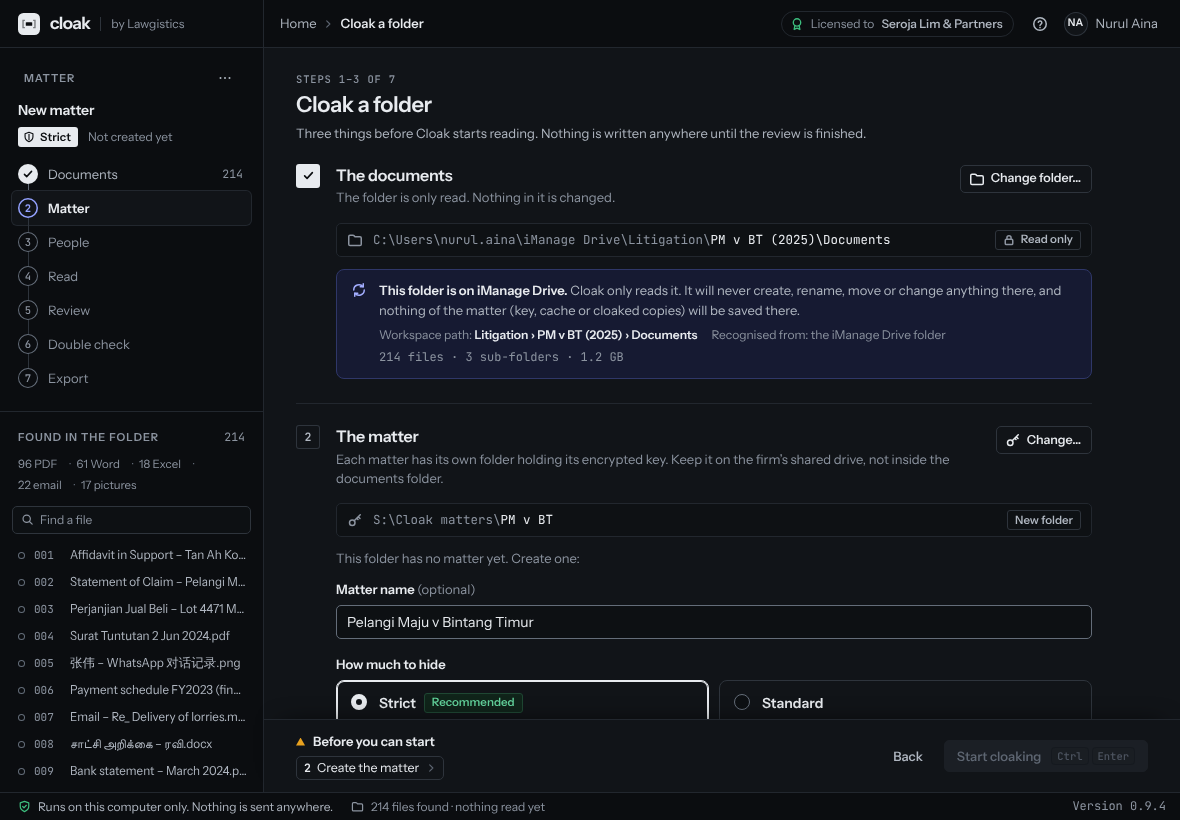 cloak
by Lawgistics
Home › Cloak a folder
Licensed to Seroja Lim & Partners
NA
Nurul Aina
MATTER
New matter
Strict
Not created yet
Documents 214
2 Matter
3 People
4 Read
5 Review
6 Double check
7 Export
FOUND IN THE FOLDER 214
96 PDF · 61 Word · 18 Excel ·
22 email · 17 pictures
Find a file
001 Affidavit in Support – Tan Ah Ko...
002 Statement of Claim – Pelangi M...
003 Perjanjian Jual Beli – Lot 4471 M...
004 Surat Tuntutan 2 Jun 2024.pdf
005 张伟 – WhatsApp 对话记录.png
006 Payment schedule FY2023 (fin...
007 Email – Re_ Delivery of lorries.m...
008 சாட்சி அறிக்கை – ரவி.docx
009 Bank statement – March 2024.p...
STEPS 1–3 OF 7
Cloak a folder
Three things before Cloak starts reading. Nothing is written anywhere until the review is finished.
The documents
Change folder...
The folder is only read. Nothing in it is changed.
C:\Users\nurul.aina\iManage Drive\Litigation\PM v BT (2025)\Documents
Read only
This folder is on iManage Drive. Cloak only reads it. It will never create, rename, move or change anything there, and
nothing of the matter (key, cache or cloaked copies) will be saved there.
Workspace path: Litigation › PM v BT (2025) › Documents Recognised from: the iManage Drive folder
214 files · 3 sub-folders · 1.2 GB
2 The matter
Change...
Each matter has its own folder holding its encrypted key. Keep it on the firm's shared drive, not inside the
documents folder.
S:\Cloak matters\PM v BT
New folder
This folder has no matter yet. Create one:
Matter name (optional)
Pelangi Maju v Bintang Timur
How much to hide
Strict Recommended
Standard
Before you can start
2 Create the matter ›
Back
Start cloaking Ctrl Enter
Runs on this computer only. Nothing is sent anywhere.
214 files found · nothing read yet
Version 0.9.4